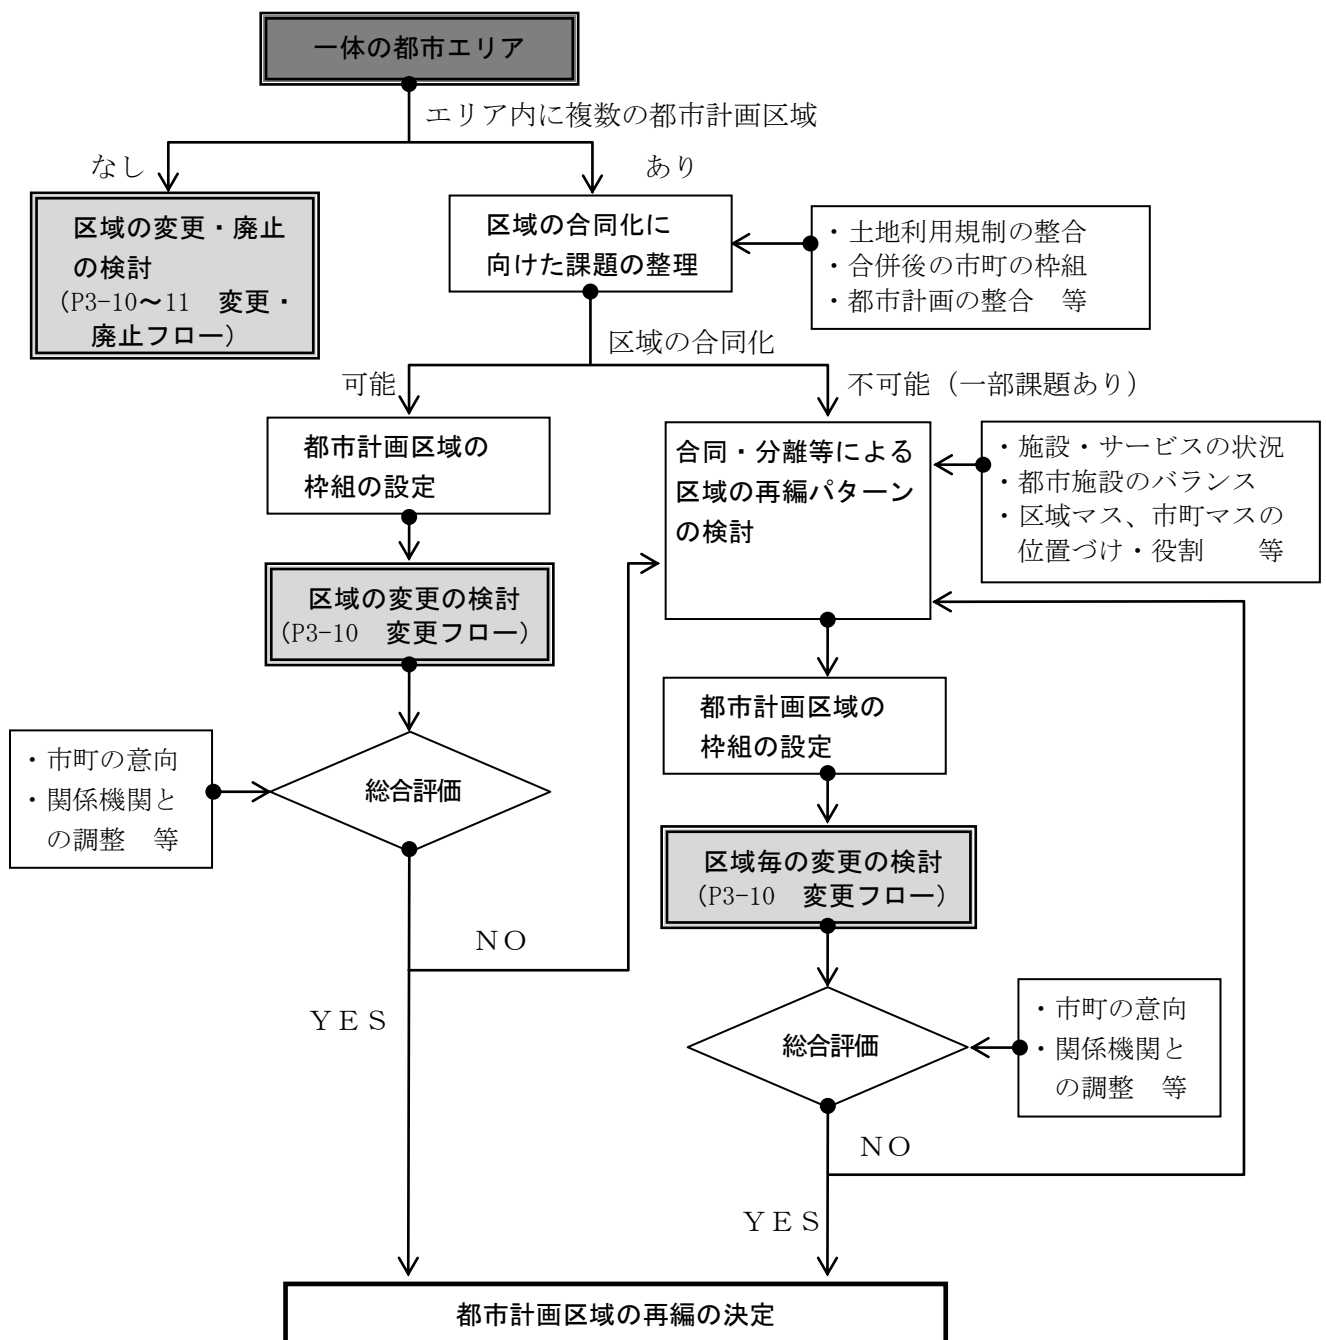 一体の都市エリア
エリア内に複数の都市計画区域
なし
あり
区域の変更・廃止
の検討
(P3-10～11　変更・
廃止フロー)
区域の合同化に
向けた課題の整理
・土地利用規制の整合
・合併後の市町の枠組
・都市計画の整合　等
区域の合同化
可能
不可能（一部課題あり）
都市計画区域の
枠組の設定
合同・分離等による
区域の再編パターン
の検討
・施設・サービスの状況
・都市施設のバランス
・区域マス、市町マスの
位置づけ・役割　　等
区域の変更の検討
(P3-10　変更フロー)
都市計画区域の
枠組の設定
・市町の意向
・関係機関と
の調整　等
総合評価
区域毎の変更の検討
(P3-10　変更フロー)
ＮＯ
ＹＥＳ
総合評価
・市町の意向
・関係機関と
の調整　等
ＮＯ
ＹＥＳ
都市計画区域の再編の決定